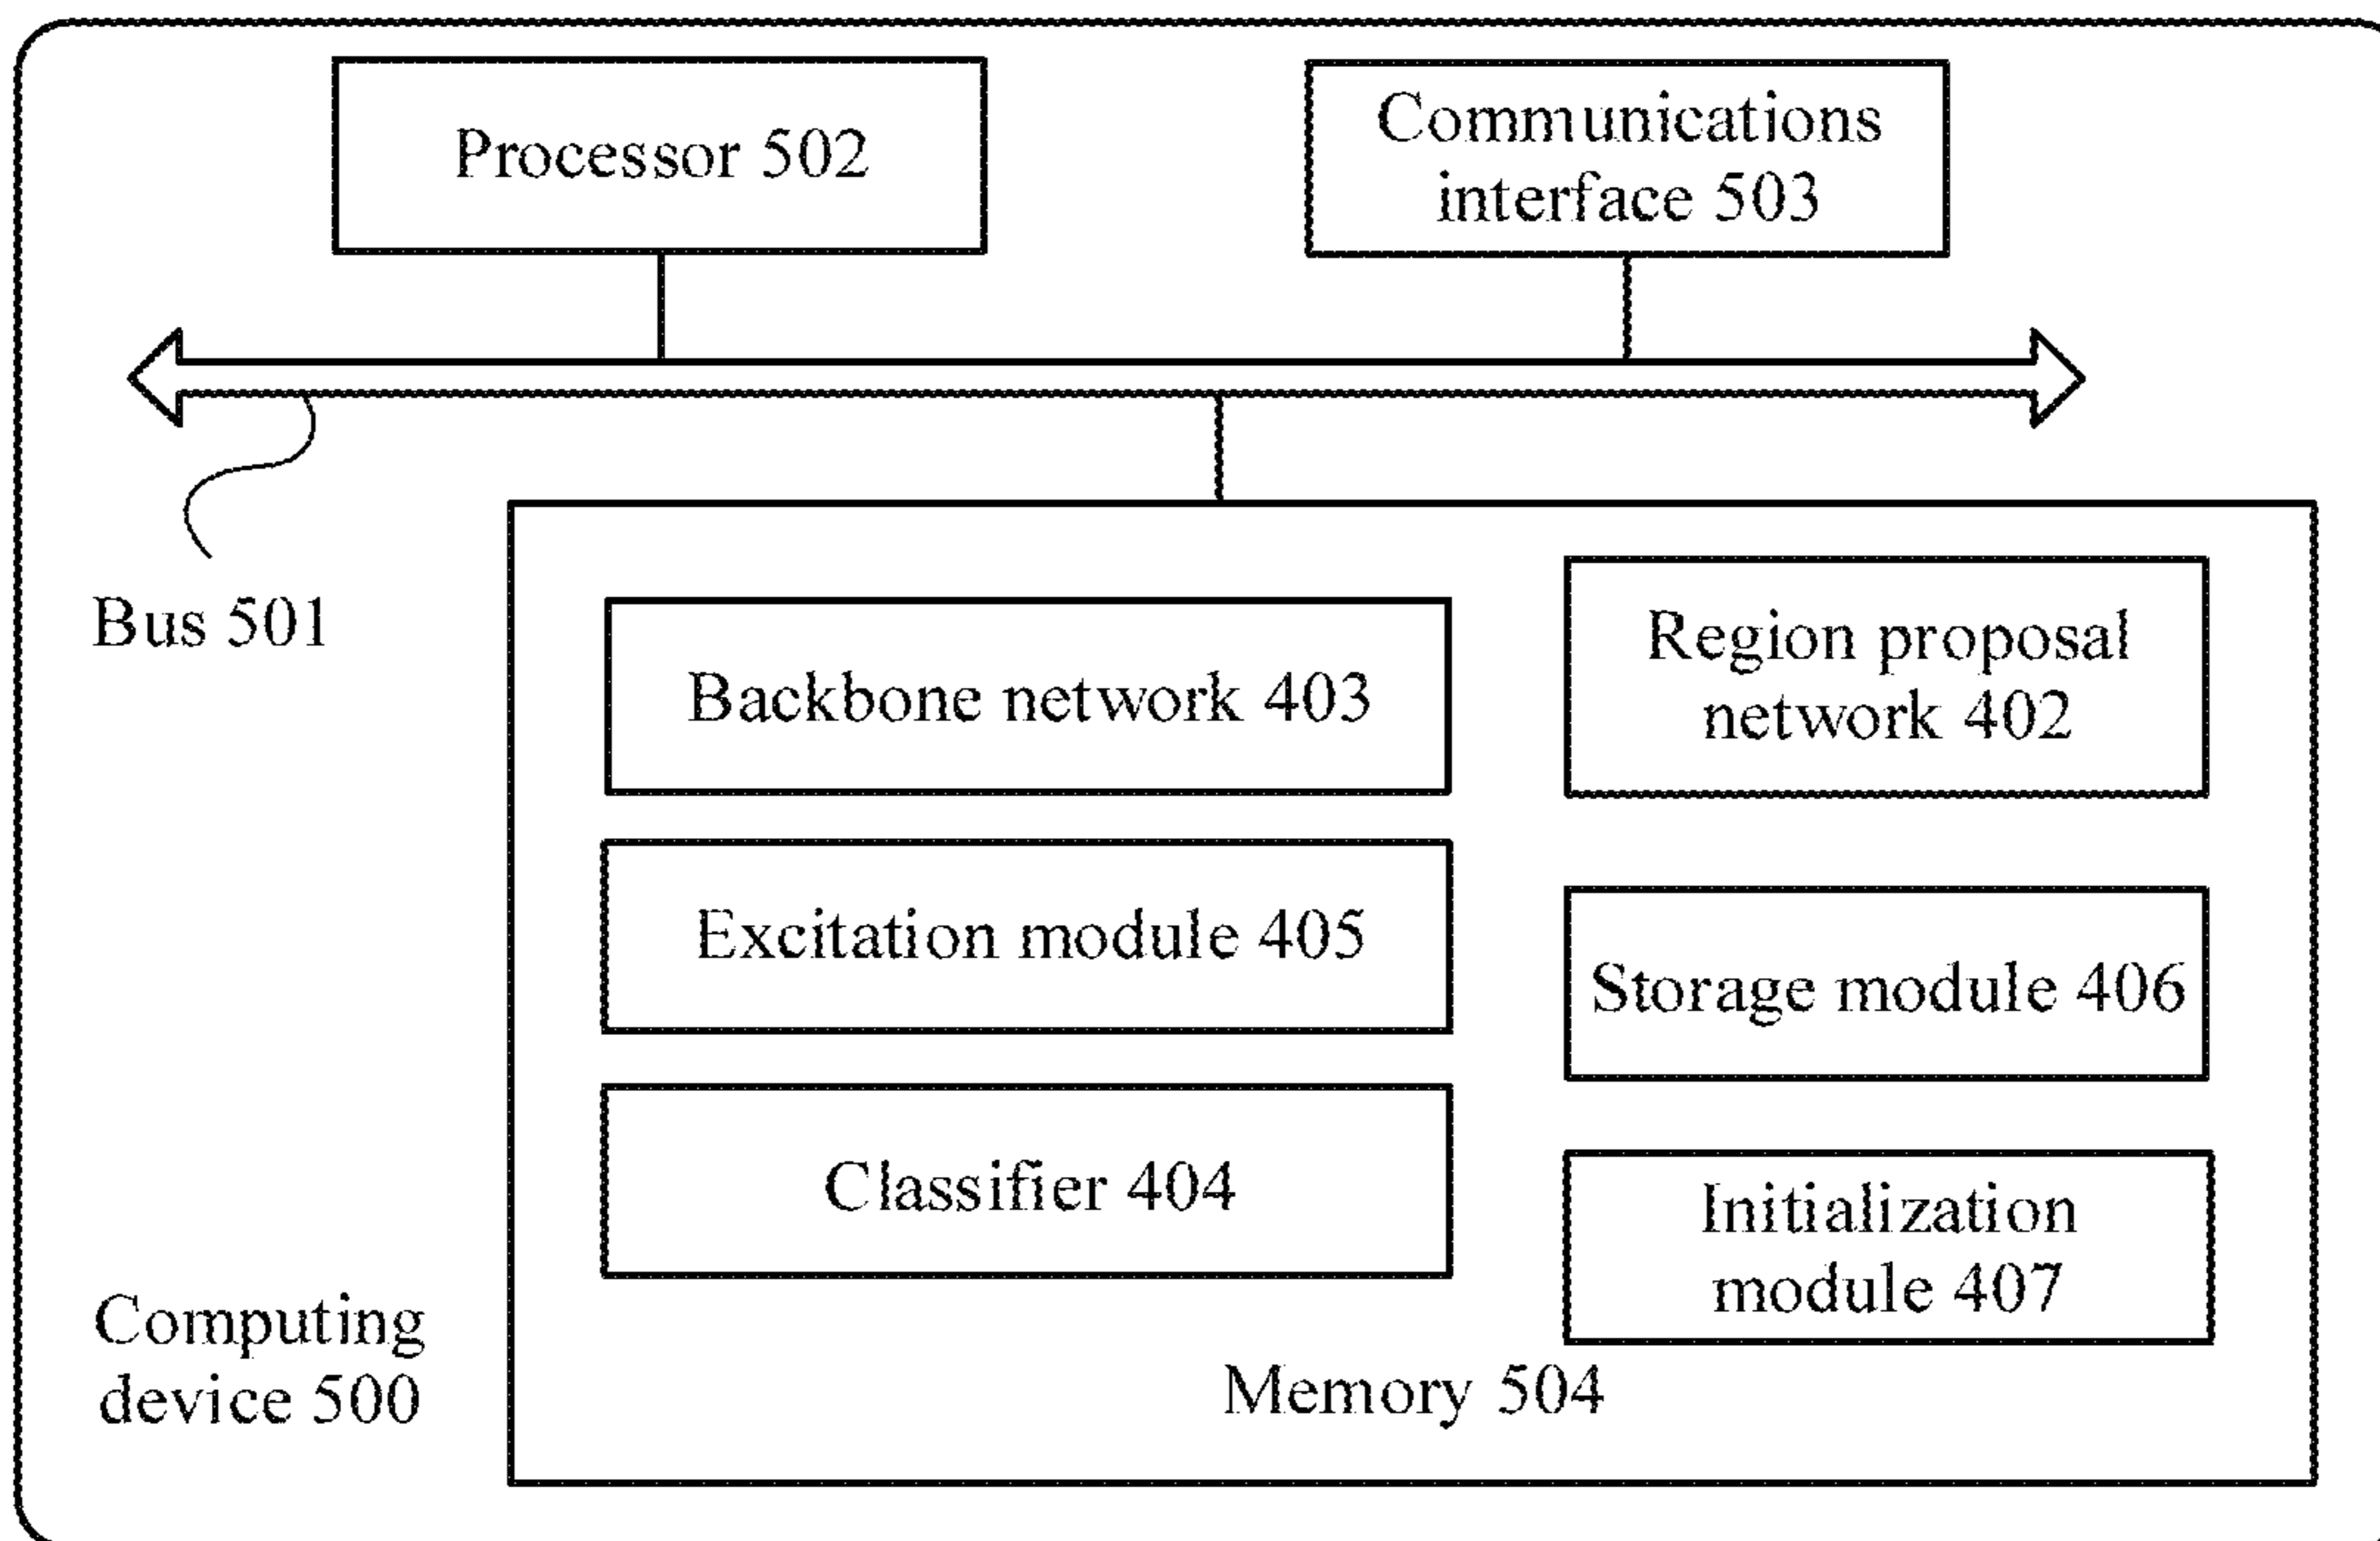 Processor 502
Communications
interface 503
Bus 501
Backbone network 403
Region proposal
network 402
Excitation module 405
Storage module 406
Classifier 404
Initialization
module 407
Computing
device 500
Memory 504